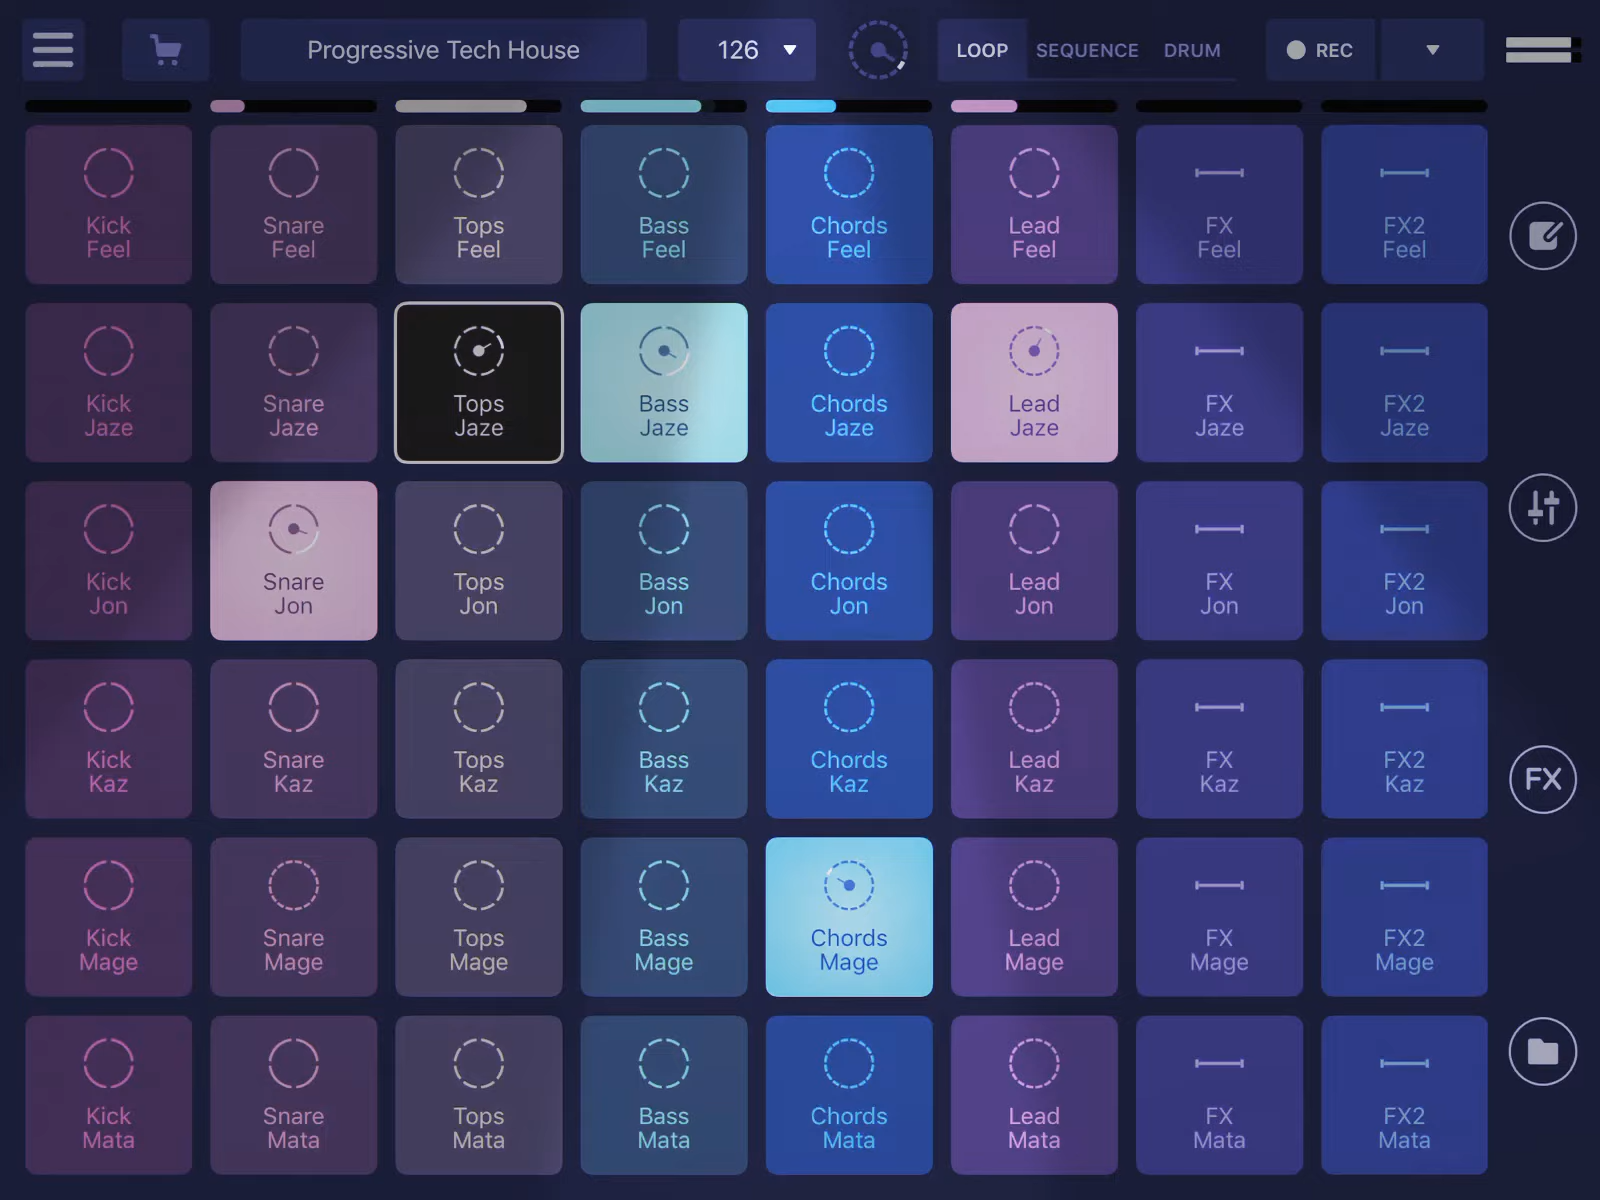 Progressive Tech House
126
LOOP
SEQUENCE
DRUM
REC
Kick
Feel
Snare
Feel
Tops
Feel
Bass
Feel
Chords
Feel
Lead
Feel
FX
Feel
FX2
Feel
Kick
Jaze
Snare
Jaze
Tops
Jaze
Bass
Jaze
Chords
Jaze
Lead
Jaze
FX
Jaze
FX2
Jaze
Kick
Jon
Snare
Jon
Tops
Jon
Bass
Jon
Chords
Jon
Lead
Jon
FX
Jon
FX2
Jon
Kick
Kaz
Snare
Kaz
Tops
Kaz
Bass
Kaz
Chords
Kaz
Lead
Kaz
FX
Kaz
FX2
Kaz
FX
Kick
Mage
Snare
Mage
Tops
Mage
Bass
Mage
Chords
Mage
Lead
Mage
FX
Mage
FX2
Mage
Kick
Mata
Snare
Mata
Tops
Mata
Bass
Mata
Chords
Mata
Lead
Mata
FX
Mata
FX2
Mata